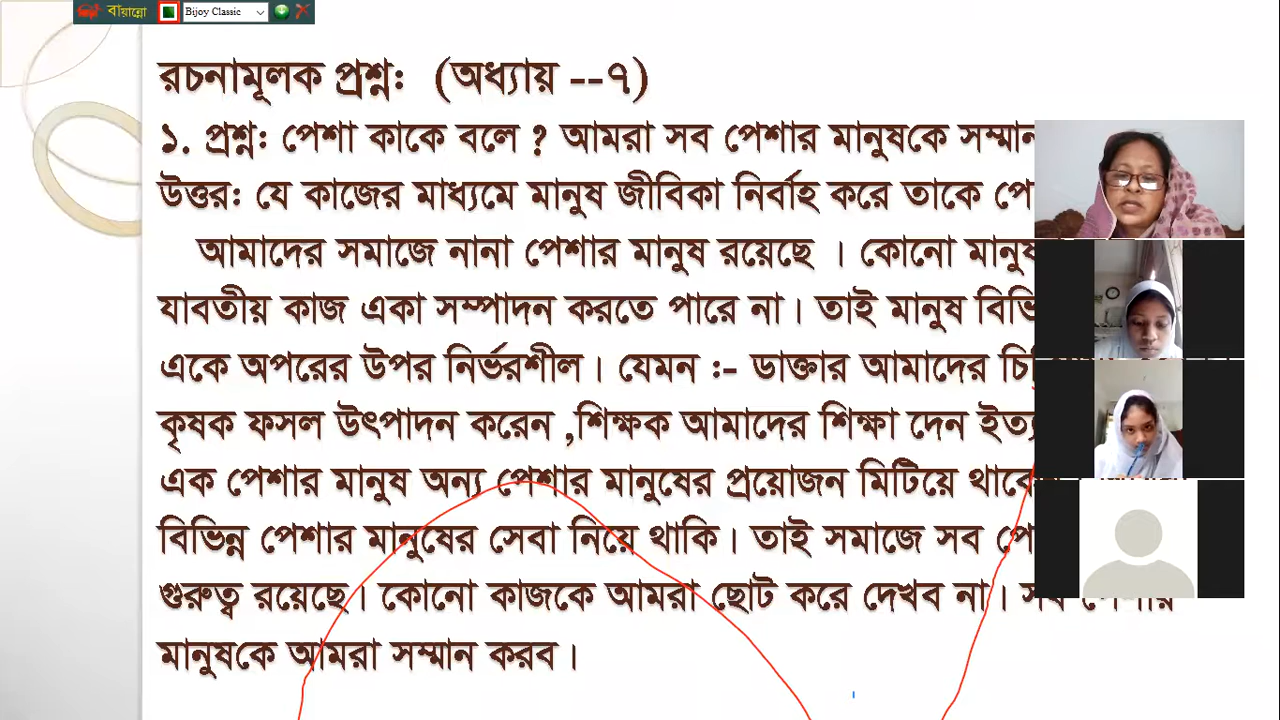 বায়ান্নো Bijoy Classic
রচনামূলক প্রশ্নঃ (অধ্যায় --৭)
১. প্রশ্নঃ পেশা কাকে বলে ? আমরা সব পেশার মানুষকে সম্মান
উত্তরঃ যে কাজের মাধ্যমে মানুষ জীবিকা নির্বাহ করে তাকে
আমাদের সমাজে নানা পেশার মানুষ রয়েছে । কোনো মানুষ
যাবতীয় কাজ একা সম্পাদন করতে পারে না। তাই মানুষ
একে অপরের উপর নির্ভরশীল। যেমন ঃ- ডাক্তার আমাদের
কৃষক ফসল উৎপাদন করেন ,শিক্ষক আমাদের শিক্ষা দেন
এক পেশার মানুষ অন্য পেশার মানুষের প্রয়োজন মিটিয়ে
বিভিন্ন পেশার মানুষের সেবা নিয়ে থাকি। তাই সমাজে সব
গুরুত্ব রয়েছে। কোনো কাজকে আমরা ছোট করে দেখব না। সব পেশার
মানুষকে আমরা সম্মান করব।